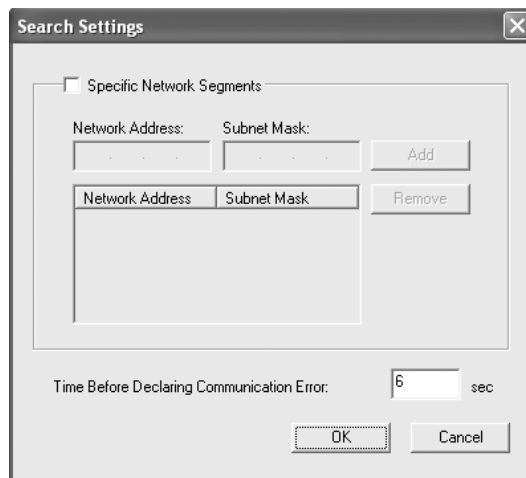 Search Settings
Specific Network Segments
Network Address: Subnet Mask:
Add
Network Address Subnet Mask
Remove
Time Before Declaring Communication Error: 6 sec
OK Cancel